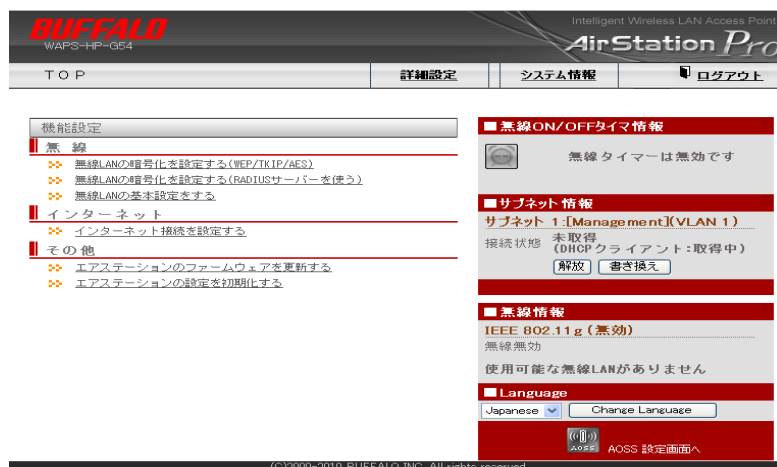 BUFFALO
WAPS-HP-G54
Intelligent Wireless LAN Access Point
AirStation Pro
TOP
詳細設定
システム情報
ログアウト
機能設定
無 線
無線LANの暗号化を設定する(WEP/TKIP/AES)
無線LANの暗号化を設定する(RADIUSサーバーを使う)
無線LANの基本設定をする
インターネット
インターネット接続を設定する
その他
エアステーションのファームウェアを更新する
エアステーションの設定を初期化する
■無線ON/OFFタイマ情報
無線タイマーは無効です
■サブネット情報
サブネット 1:[Management](VLAN 1)
接続状態 未取得
(DHCPクライアント:取得中)
解放 書き換え
■無線情報
IEEE 802.11g (無効)
無線無効
使用可能な無線LANがありません
■Language
Japanese Change Language
AOSS AOSS 設定画面へ
(C)2000-2010 BUFFALO INC. All rights reserved